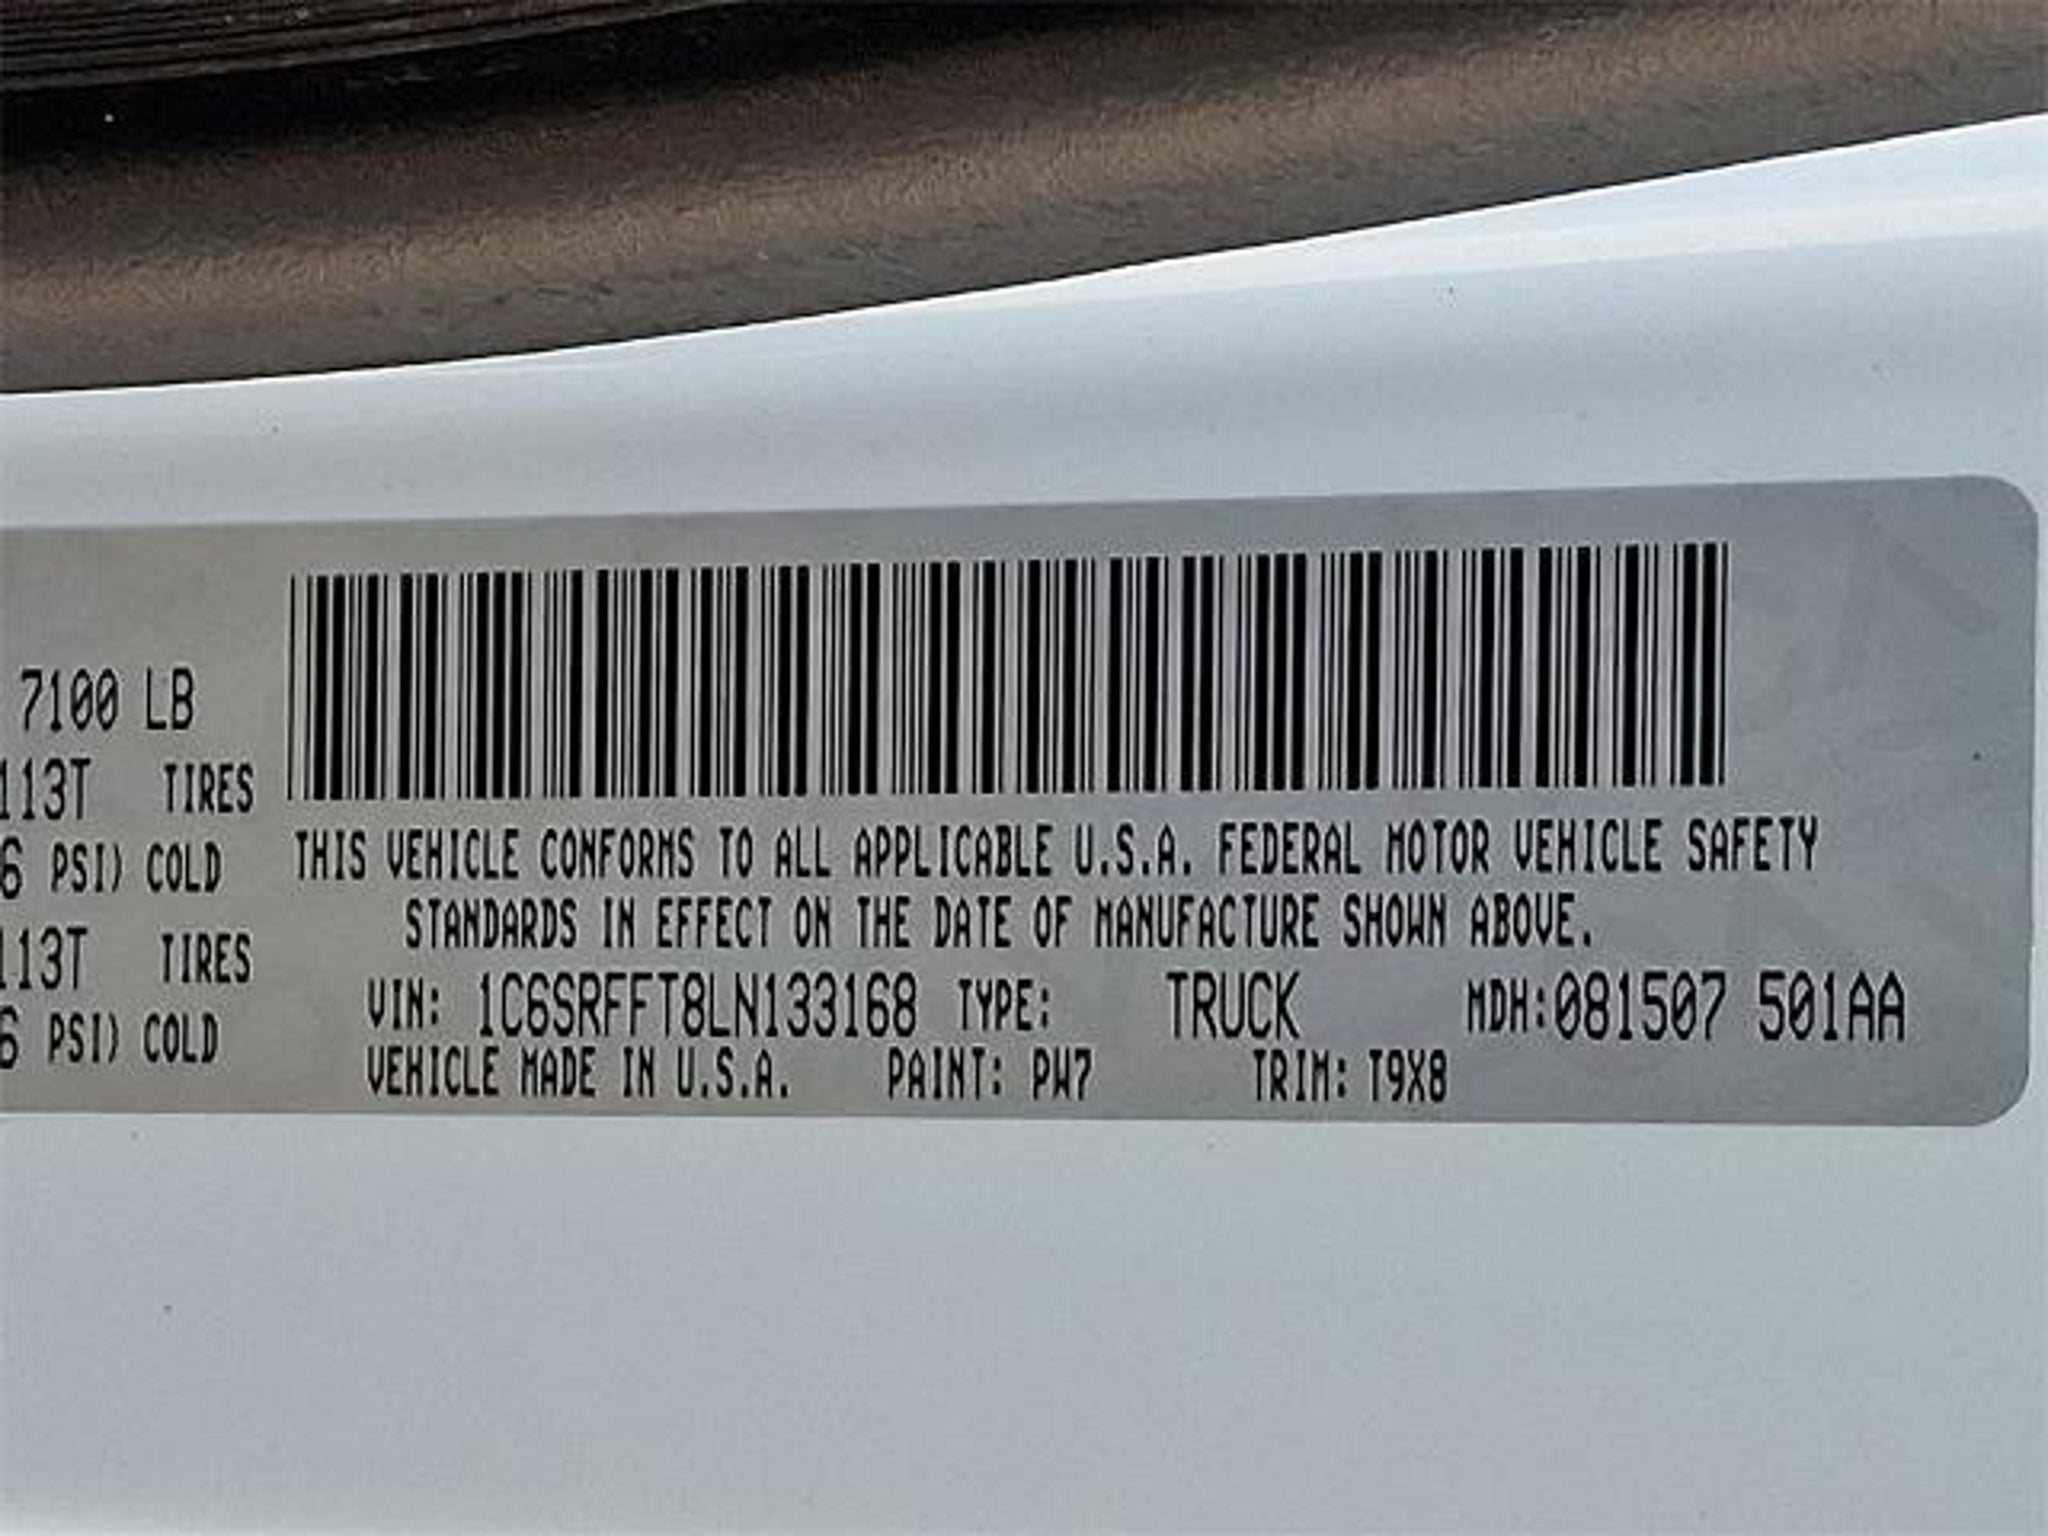 7100 LB
113T TIRES
6 PSI) COLD
113T TIRES
6 PSI) COLD
THIS VEHICLE CONFORMS TO ALL APPLICABLE U.S.A. FEDERAL MOTOR VEHICLE SAFETY
STANDARDS IN EFFECT ON THE DATE OF MANUFACTURE SHOWN ABOVE.
VIN: 1C6SRFFT8LN133168 TYPE: TRUCK MDH:081507 501AA
VEHICLE MADE IN U.S.A. PAINT: PW7 TRIM: T9X8